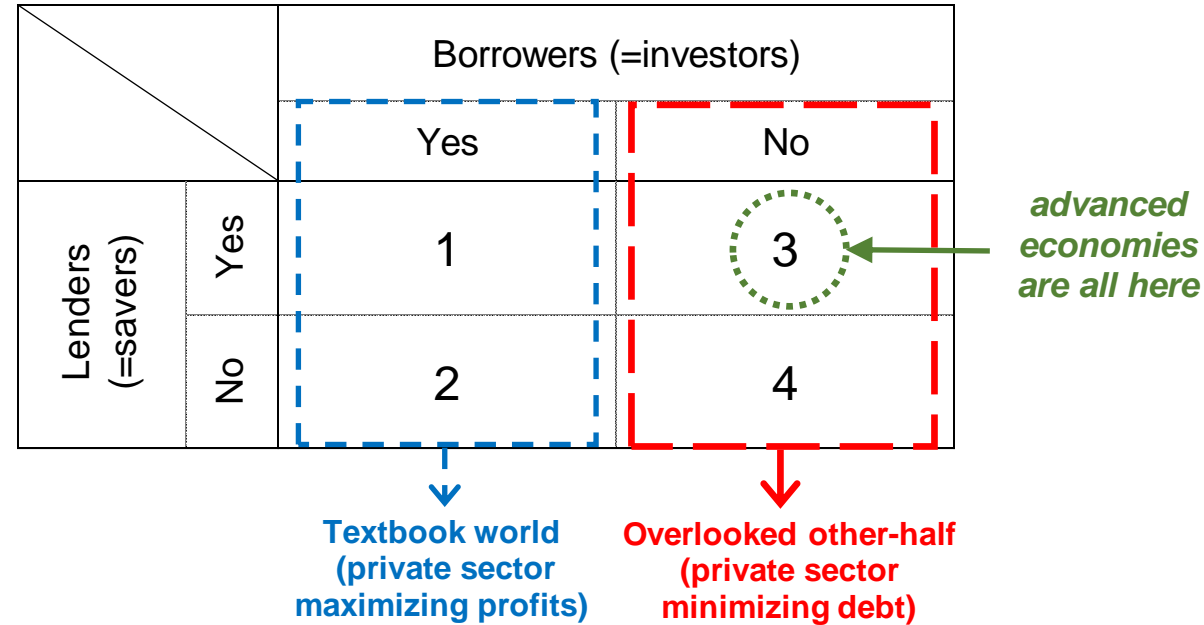 Borrowers (=investors)
Yes
No
Lenders
(=savers)
Yes
1
3
No
2
4
advanced
economies
are all here
Textbook world
(private sector
maximizing profits)
Overlooked other-half
(private sector
minimizing debt)